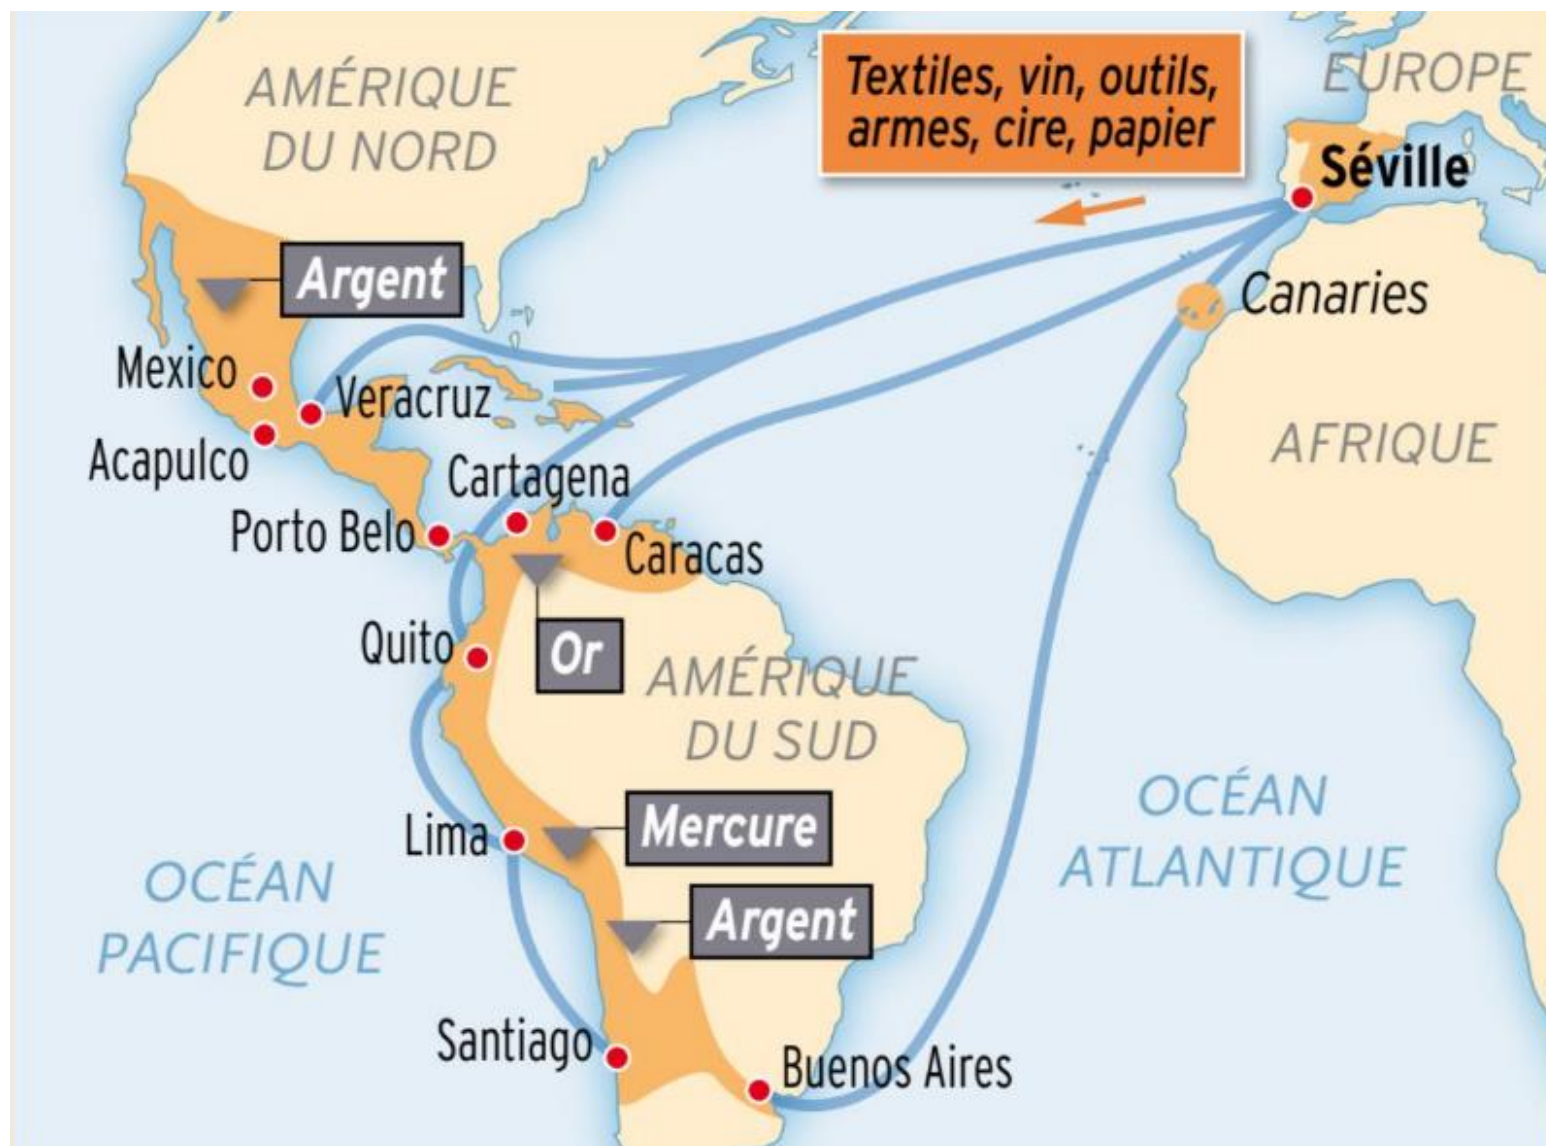 AMÉRIQUE
DU NORD
Textiles, vin, outils,
armes, cire, papier
EUROPE
Séville
Argent
Canaries
Mexico
Veracruz
Acapulco
AFRIQUE
Cartagena
Porto Belo
Caracas
Quito
Or
AMÉRIQUE
DU SUD
Mercure
Lima
OCÉAN
ATLANTIQUE
OCÉAN
PACIFIQUE
Argent
Santiago
Buenos Aires